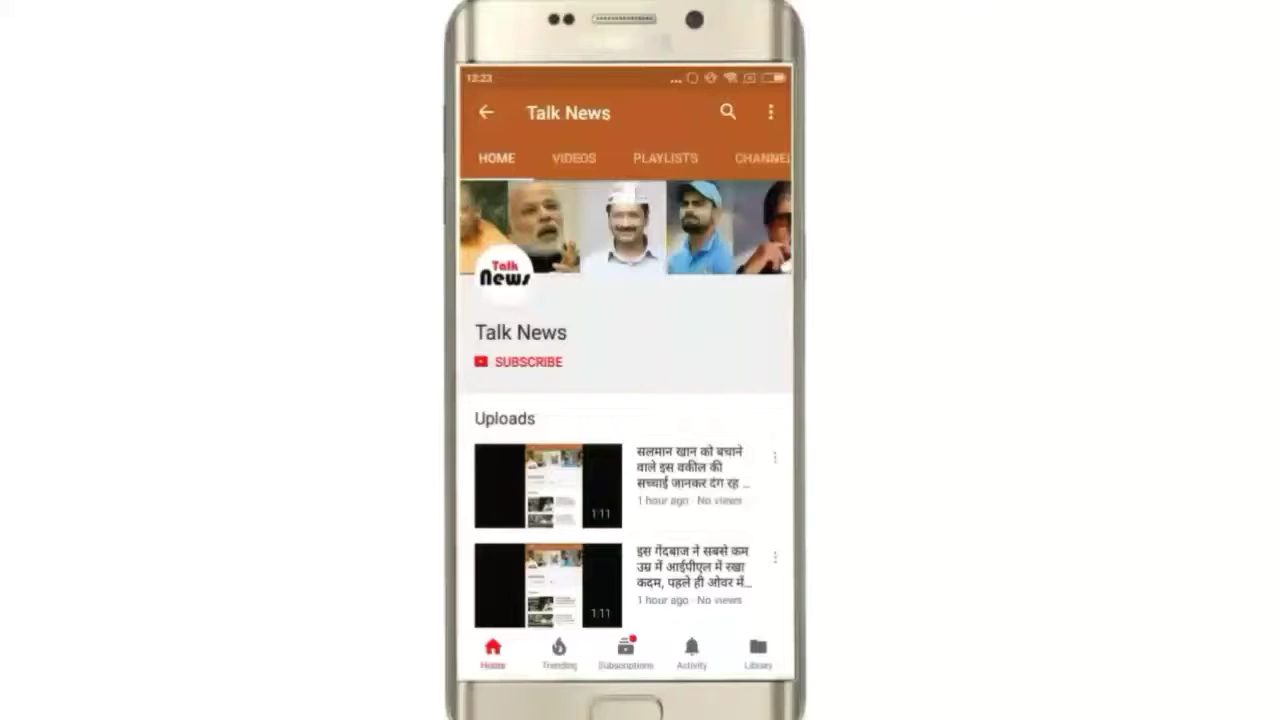 12:23
Talk News
HOME VIDEOS PLAYLISTS CHANNEL
Talk
News
Talk News
SUBSCRIBE
Uploads
सलमान खान को बचाने
वाले इस वकील की
सच्चाई जानकर दंग रह ...
1 hour ago · No views
1:11
इस गेंदबाज ने सबसे कम
उम्र में आईपीएल में रखा
कदम, पहले ही ओवर में...
1 hour ago · No views
1:11
Home Trending Subscriptions Activity Library